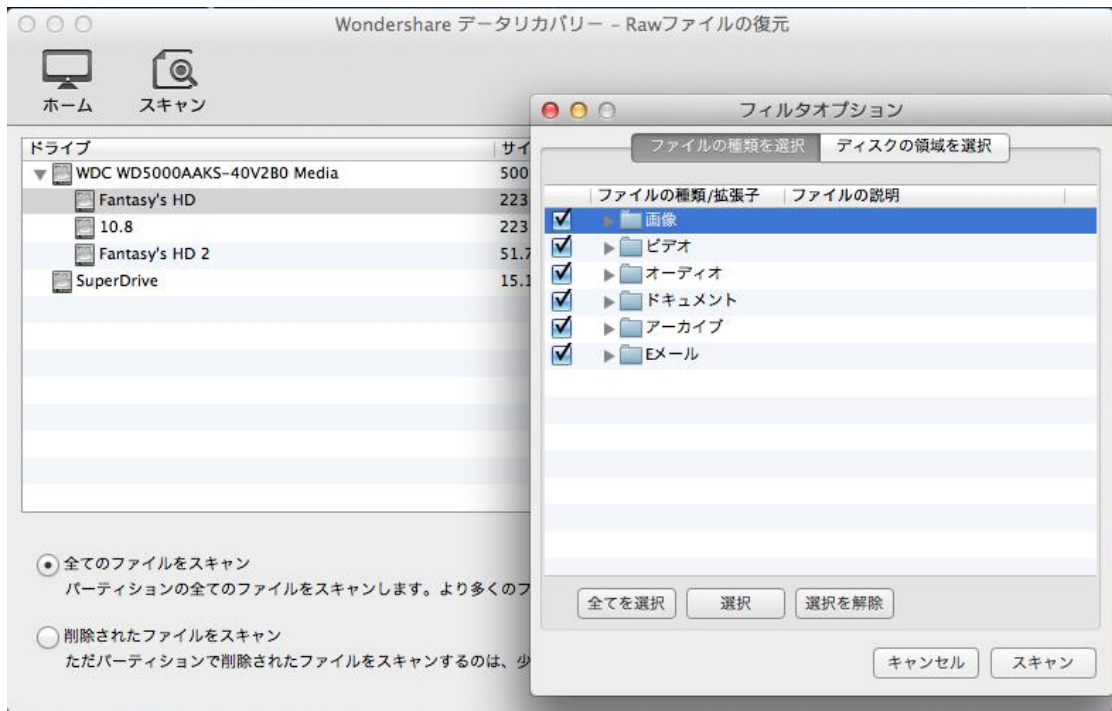 Wondershare データリカバリー – Rawファイルの復元
ホーム
スキャン
ドライブ
サイ
WDC WD5000AAKS-40V2B0 Media
500
Fantasy's HD
223
10.8
223
Fantasy's HD 2
51.7
SuperDrive
15.1
全てのファイルをスキャン
パーティションの全てのファイルをスキャンします。より多くのフ
削除されたファイルをスキャン
ただパーティションで削除されたファイルをスキャンするのは、少
フィルタオプション
ファイルの種類を選択
ディスクの領域を選択
ファイルの種類/拡張子
ファイルの説明
画像
ビデオ
オーディオ
ドキュメント
アーカイブ
Eメール
全てを選択
選択
選択を解除
キャンセル
スキャン